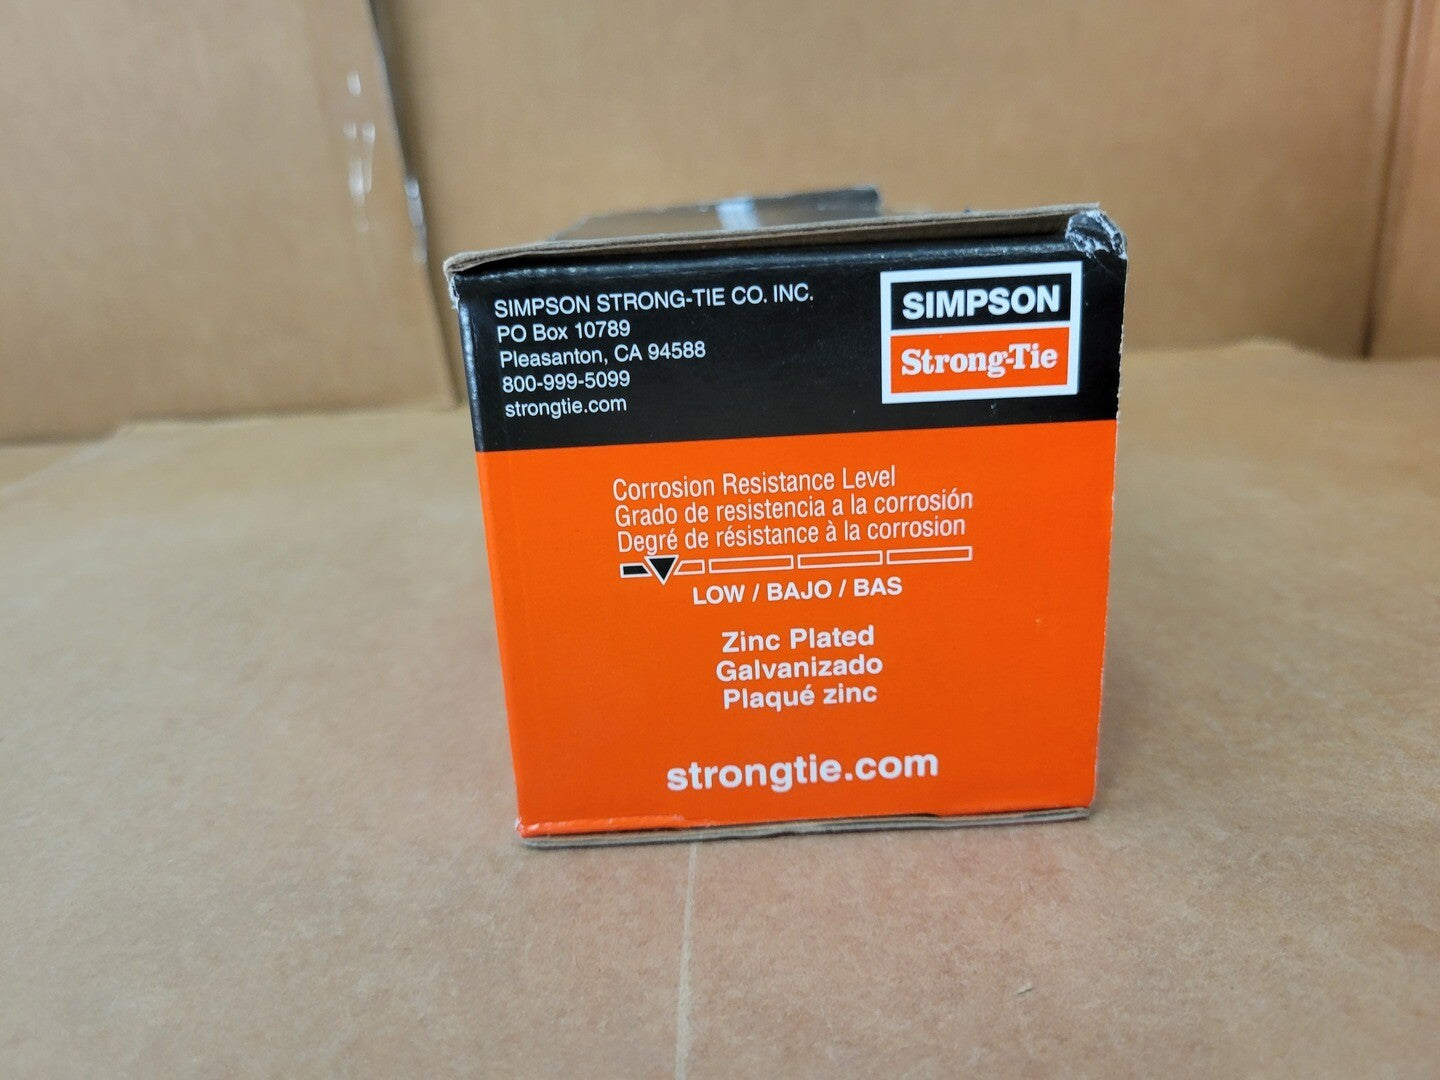 SIMPSON STRONG-TIE CO. INC.
PO Box 10789
Pleasanton, CA 94588
800-999-5099
strongtie.com
SIMPSON
Strong-Tie
Corrosion Resistance Level
Grado de resistencia a la corrosión
Degré de résistance à la corrosion
LOW / BAJO / BAS
Zinc Plated
Galvanizado
Plaqué zinc
strongtie.com